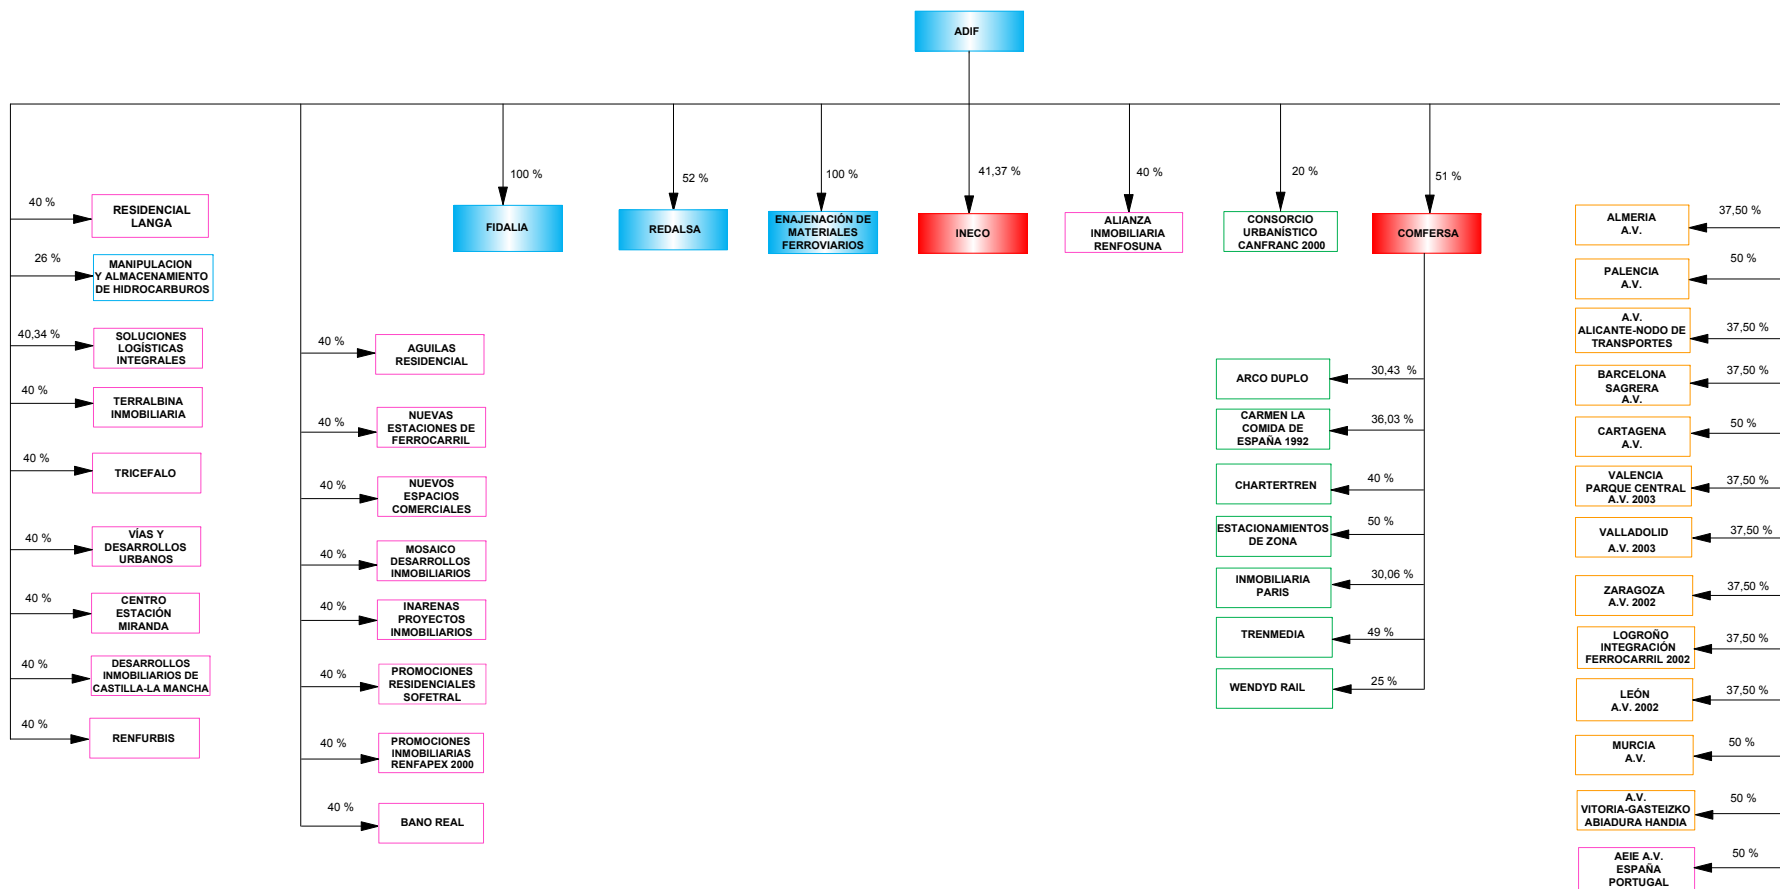 ADIF
100 %
FIDALIA
52 %
REDALSA
100 %
ENAJENACIÓN DE
MATERIALES
FERROVIARIOS
41,37 %
INECO
40 %
ALIANZA
INMOBILIARIA
RENFOSUNA
20 %
CONSORCIO
URBANÍSTICO
CANFRANC 2000
51 %
COMFERSA
40 %
RESIDENCIAL
LANGA
26 %
MANIPULACION
Y ALMACENAMIENTO
DE HIDROCARBUROS
40,34 %
SOLUCIONES
LOGÍSTICAS
INTEGRALES
40 %
TERRALBINA
INMOBILIARIA
40 %
TRICEFALO
40 %
VÍAS Y
DESARROLLOS
URBANOS
40 %
CENTRO
ESTACIÓN
MIRANDA
40 %
DESARROLLOS
INMOBILIARIOS DE
CASTILLA-LA MANCHA
40 %
RENFURBIS
40 %
AGUILAS
RESIDENCIAL
40 %
NUEVAS
ESTACIONES DE
FERROCARRIL
40 %
NUEVOS
ESPACIOS
COMERCIALES
40 %
MOSAICO
DESARROLLOS
INMOBILIARIOS
40 %
INARENAS
PROYECTOS
INMOBILIARIOS
40 %
PROMOCIONES
RESIDENCIALES
SOFETRAL
40 %
PROMOCIONES
INMOBILIARIAS
RENFAPEX 2000
40 %
BANO REAL
ARCO DUPLO
30,43 %
CARMEN LA
COMIDA DE
ESPAÑA 1992
36,03 %
CHARTERTREN
40 %
ESTACIONAMIENTOS
DE ZONA
50 %
INMOBILIARIA
PARIS
30,06 %
TRENMEDIA
49 %
WENDYD RAIL
25 %
ALMERIA
A.V.
37,50 %
PALENCIA
A.V.
50 %
A.V.
ALICANTE-NODO DE
TRANSPORTES
37,50 %
BARCELONA
SAGRERA
A.V.
37,50 %
CARTAGENA
A.V.
50 %
VALENCIA
PARQUE CENTRAL
A.V. 2003
37,50 %
VALLADOLID
A.V. 2003
37,50 %
ZARAGOZA
A.V. 2002
37,50 %
LOGROÑO
INTEGRACIÓN
FERROCARRIL 2002
37,50 %
LEÓN
A.V. 2002
37,50 %
MURCIA
A.V.
50 %
A.V.
VITORIA-GASTEIZKO
ABIADURA HANDIA
50 %
AEIE A.V.
ESPAÑA
PORTUGAL
50 %